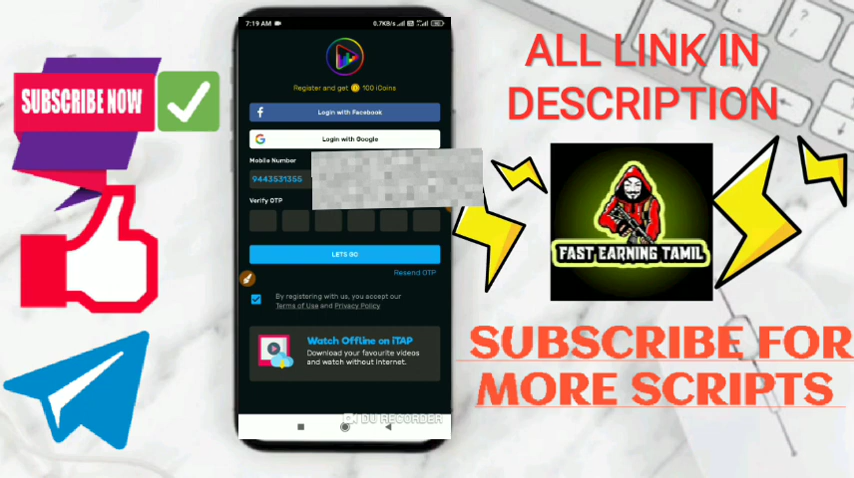 7:19 AM
0.7KB/s
Register and get 100 iCoins
Login with Facebook
Login with Google
Mobile Number
9443531355
Verify OTP
LETS GO
Resend OTP
By registering with us, you accept our
Terms of Use and Privacy Policy
Watch Offline on iTAP
Download your favourite videos
and watch without internet.
DU RECORDER
SUBSCRIBE NOW
ALL LINK IN
DESCRIPTION
FAST EARNING TAMIL
SUBSCRIBE FOR
MORE SCRIPTS